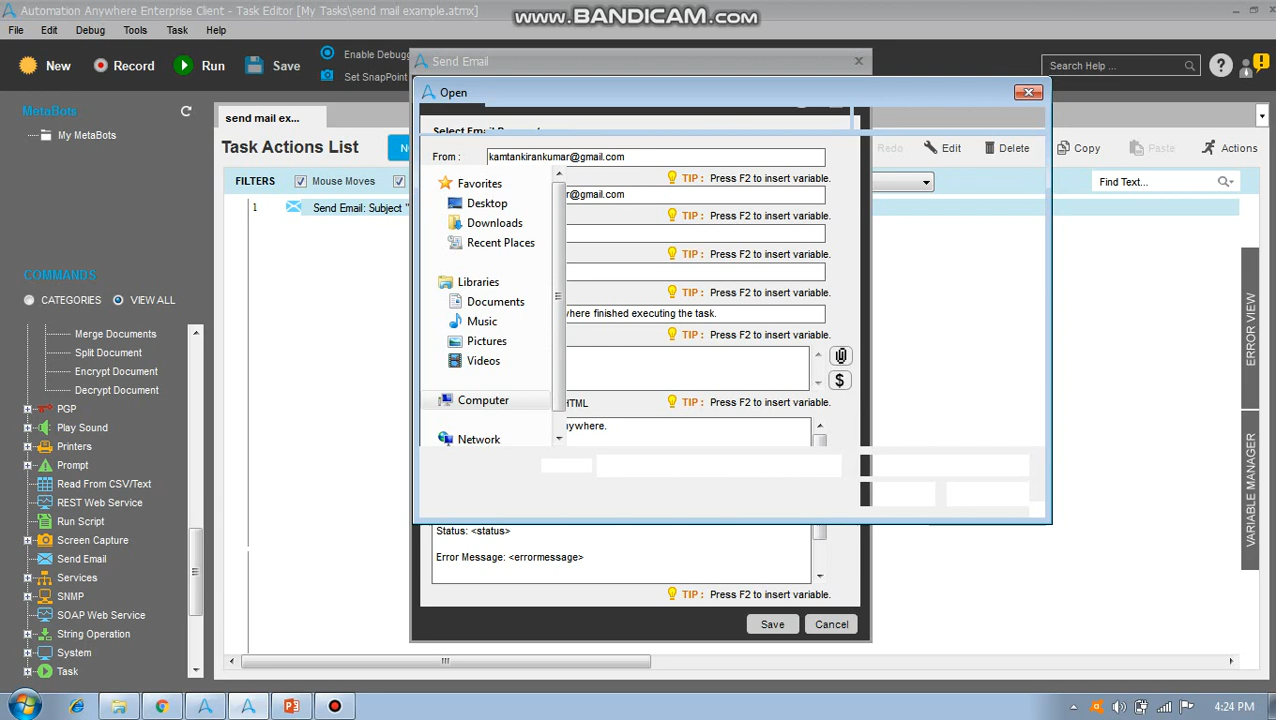 Automation Anywhere Enterprise Client - Task Editor [My Tasks\send mail example.atmx]
www.BANDICAM.com
File Edit Debug Tools Task Help
New Record Run Save
Enable Debugg
Set SnapPoint
Search Help ...
Send Email
Open
MetaBots
My MetaBots
send mail ex...
Task Actions List
Redo Edit Delete Copy Paste Actions
FILTERS Mouse Moves
Find Text...
1 Send Email: Subject "
From : kamtankirankumar@gmail.com
TIP : Press F2 to insert variable.
r@gmail.com
TIP : Press F2 to insert variable.
TIP : Press F2 to insert variable.
TIP : Press F2 to insert variable.
here finished executing the task.
TIP : Press F2 to insert variable.
$
HTML
TIP : Press F2 to insert variable.
ywhere.
Favorites
Desktop
Downloads
Recent Places
Libraries
Documents
Music
Pictures
Videos
Computer
Network
Status: <status>
Error Message: <errormessage>
TIP : Press F2 to insert variable.
Save Cancel
COMMANDS
CATEGORIES VIEW ALL
Merge Documents
Split Document
Encrypt Document
Decrypt Document
PGP
Play Sound
Printers
Prompt
Read From CSV/Text
REST Web Service
Run Script
Screen Capture
Send Email
Services
SNMP
SOAP Web Service
String Operation
System
Task
ERROR VIEW
VARIABLE MANAGER
4:24 PM